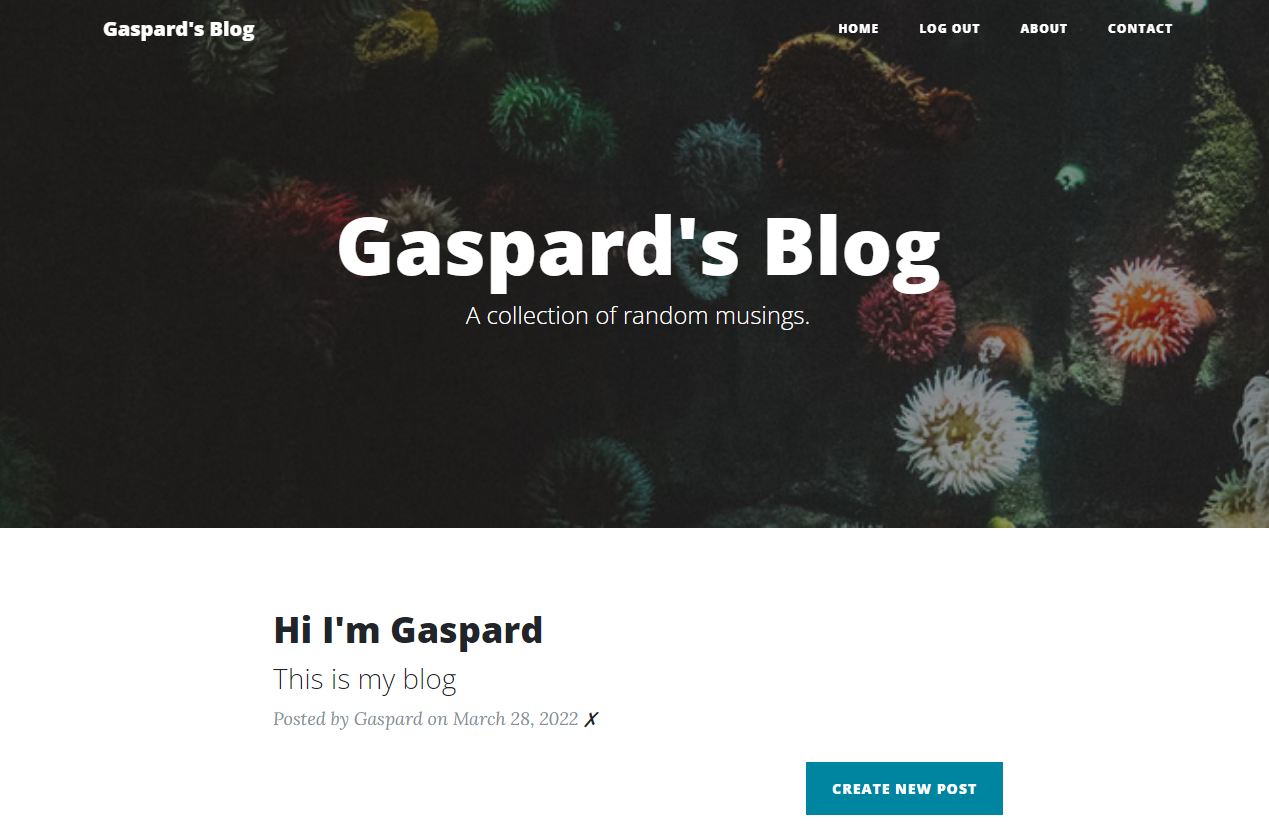 Gaspard's Blog
HOME LOG OUT ABOUT CONTACT
Gaspard's Blog
A collection of random musings.
Hi I'm Gaspard
This is my blog
Posted by Gaspard on March 28, 2022 ✗
CREATE NEW POST